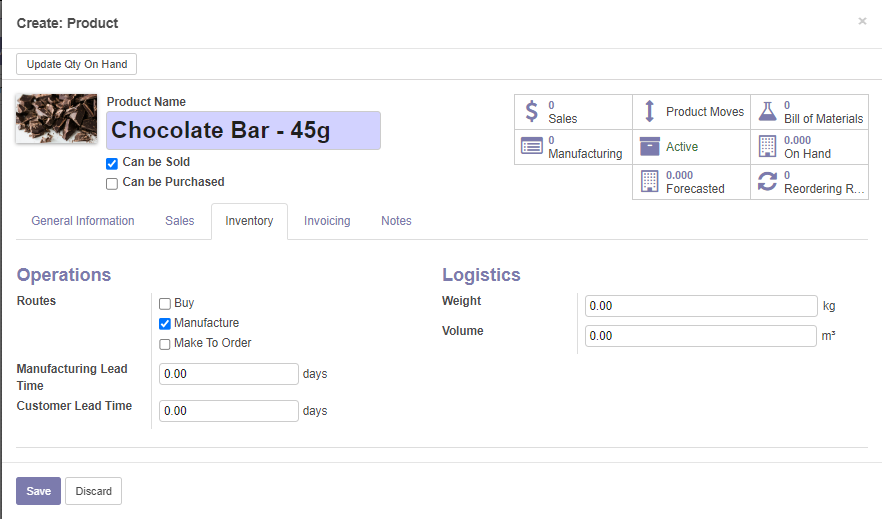 Create: Product
×
Update Qty On Hand
Product Name
Chocolate Bar - 45g
Can be Sold
Can be Purchased
0
Sales
Product Moves
0
Bill of Materials
0
Manufacturing
Active
0.000
On Hand
0.000
Forecasted
0
Reordering R...
General Information Sales Inventory Invoicing Notes
Operations
Routes
Buy
Manufacture
Make To Order
Manufacturing Lead
Time
0.00 days
Customer Lead Time 0.00 days
Logistics
Weight 0.00 kg
Volume 0.00 m³
Save Discard